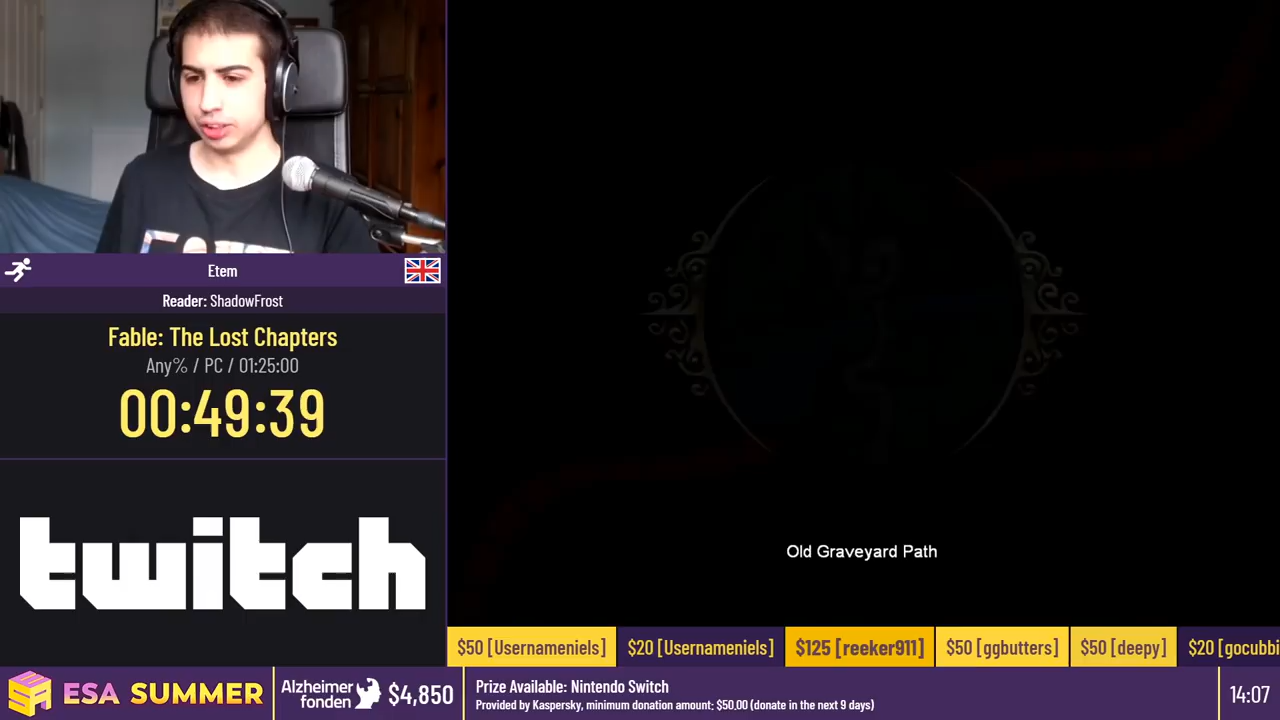 Etem
Reader: ShadowFrost
Fable: The Lost Chapters
Any% / PC / 01:25:00
00:49:39
twitch
Old Graveyard Path
$50 [Usernameniels] $20 [Usernameniels] $125 [reeker911] $50 [ggbutters] $50 [deepy] $20 [gocubbi
ESA SUMMER
Alzheimer
fonden
$4,850
Prize Available: Nintendo Switch
Provided by Kaspersky, minimum donation amount: $50,00 (donate in the next 9 days)
14:07